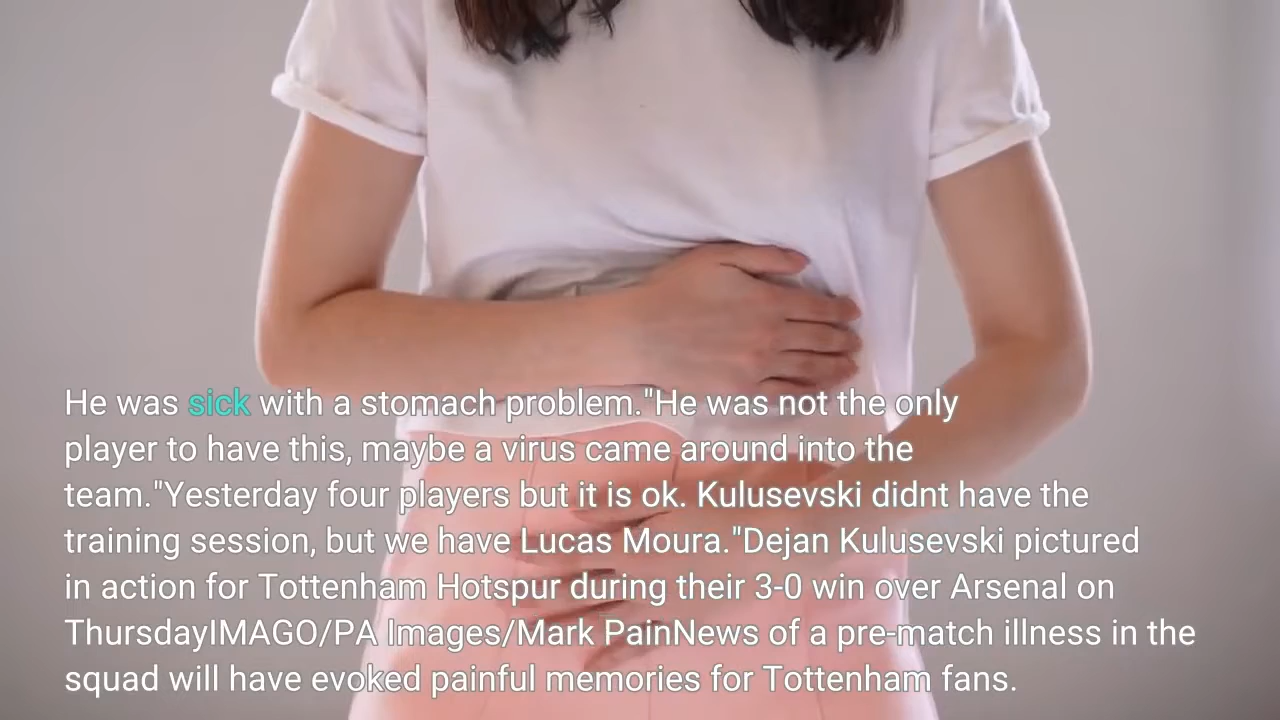 He was sick with a stomach problem."He was not the only
player to have this, maybe a virus came around into the
team."Yesterday four players but it is ok. Kulusevski didnt have the
training session, but we have Lucas Moura."Dejan Kulusevski pictured
in action for Tottenham Hotspur during their 3-0 win over Arsenal on
ThursdayIMAGO/PA Images/Mark PainNews of a pre-match illness in the
squad will have evoked painful memories for Tottenham fans.